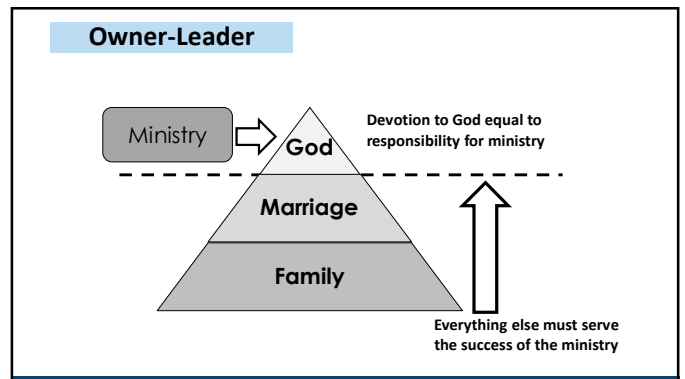 Owner-Leader
Ministry
God
Devotion to God equal to
responsibility for ministry
Marriage
Family
Everything else must serve
the success of the ministry